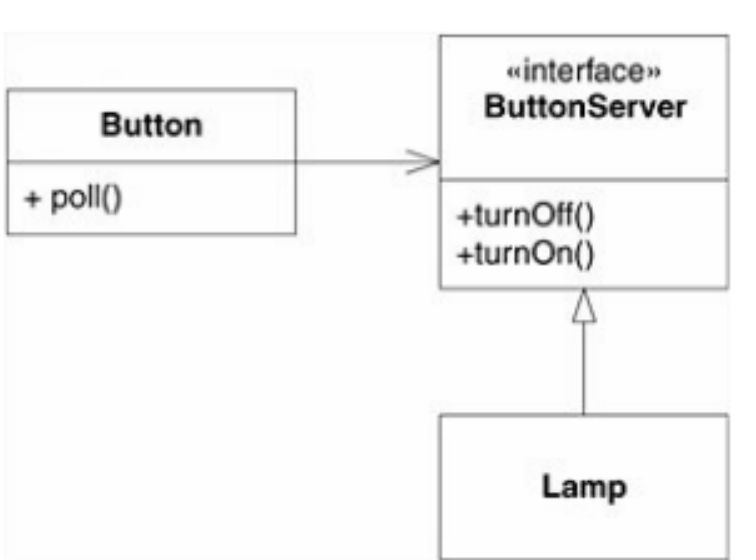 Button
+ poll()
«interface»
ButtonServer
+turnOff()
+turnOn()
Lamp